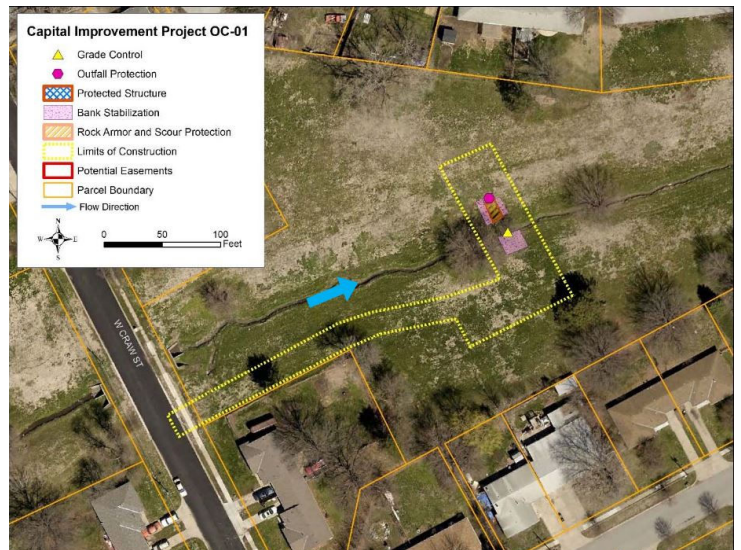 Capital Improvement Project OC-01
Grade Control
Outfall Protection
Protected Structure
Bank Stabilization
Rock Armor and Scour Protection
Limits of Construction
Potential Easements
Parcel Boundary
Flow Direction
N
W E
S
0 50 100
Feet
W CRAW ST